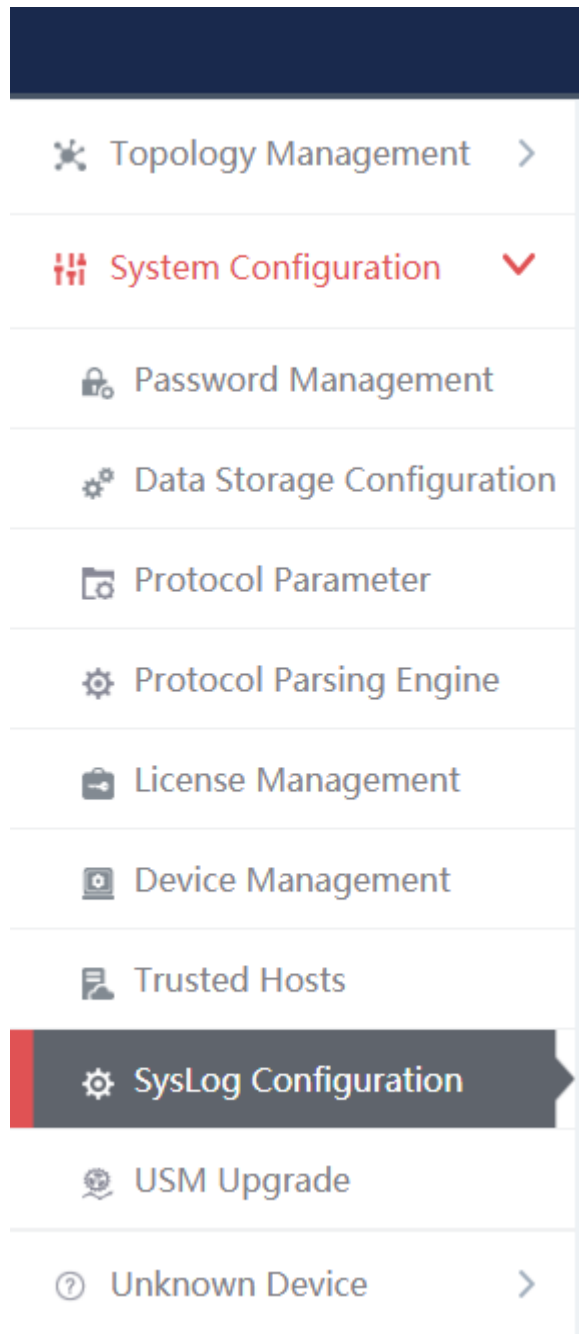 Topology Management
System Configuration
Password Management
Data Storage Configuration
Protocol Parameter
Protocol Parsing Engine
License Management
Device Management
Trusted Hosts
SysLog Configuration
USM Upgrade
Unknown Device